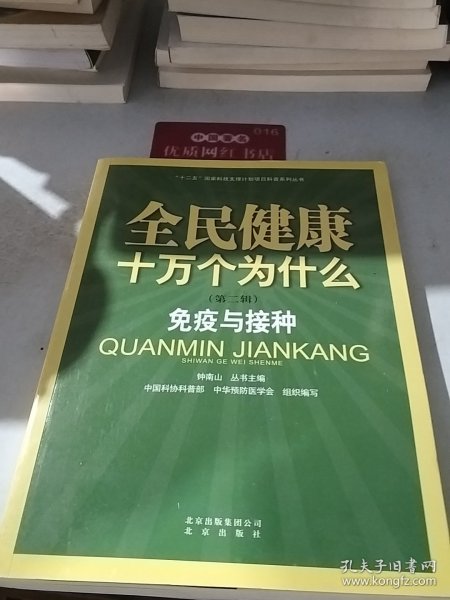 中国著名
016
优质网红书店
"十二五"国家科技支撑计划项目科普系列丛书
全民健康
十万个为什么
（第二辑）
免疫与接种
QUANMIN JIANKANG
SHIWAN GE WEI SHENME
钟南山 丛书主编
中国科协科普部 中华预防医学会 组织编写
北京出版集团公司
北京出版社
孔夫子旧书网
www.kongfz.com